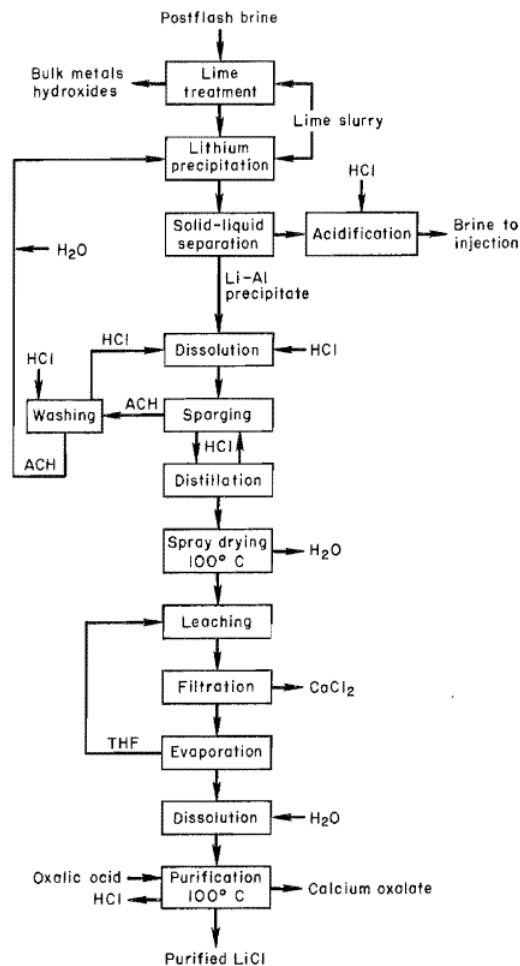 Postflash brine
Bulk metals
hydroxides
Lime
treatment
Lime slurry
Lithium
precipitation
HCl
Solid-liquid
separation
Acidification
Brine to
injection
H2O
Li-Al
precipitate
HCl
Dissolution
HCl
HCl
Washing
ACH
Sparging
HCl
ACH
Distillation
Spray drying
100° C
H2O
Leaching
Filtration
CaCl2
THF
Evaporation
Dissolution
H2O
Oxalic acid
HCl
Purification
100° C
Calcium oxalate
Purified LiCl